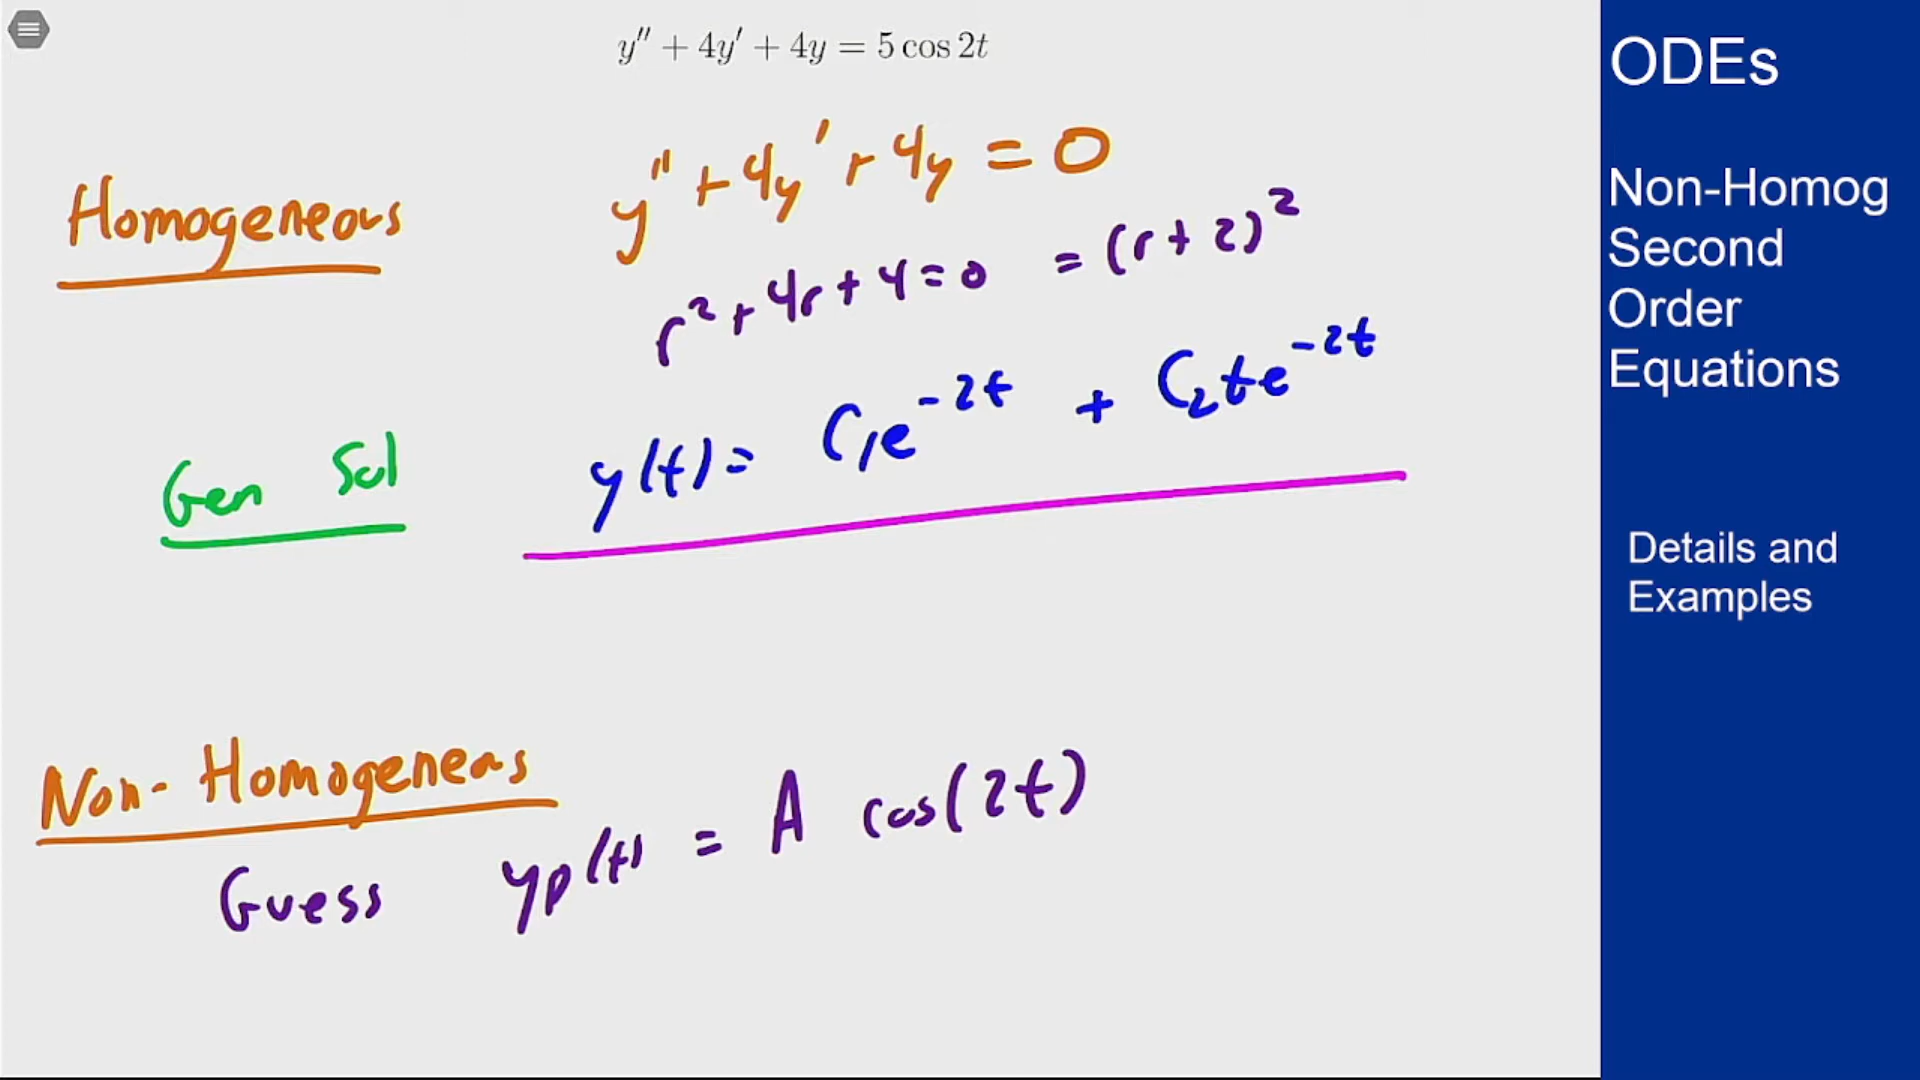 y'' + 4y' + 4y = 5 cos 2t
Homogeneous
y'' + 4y' + 4y = 0
r² + 4r + 4 = 0 = (r + 2)²
Gen Sol
y(t) = C₁e^{-2t} + C₂te^{-2t}
Non-Homogeneous
Guess yp(t) = A cos(2t)
ODEs
Non-Homog
Second
Order
Equations
Details and
Examples